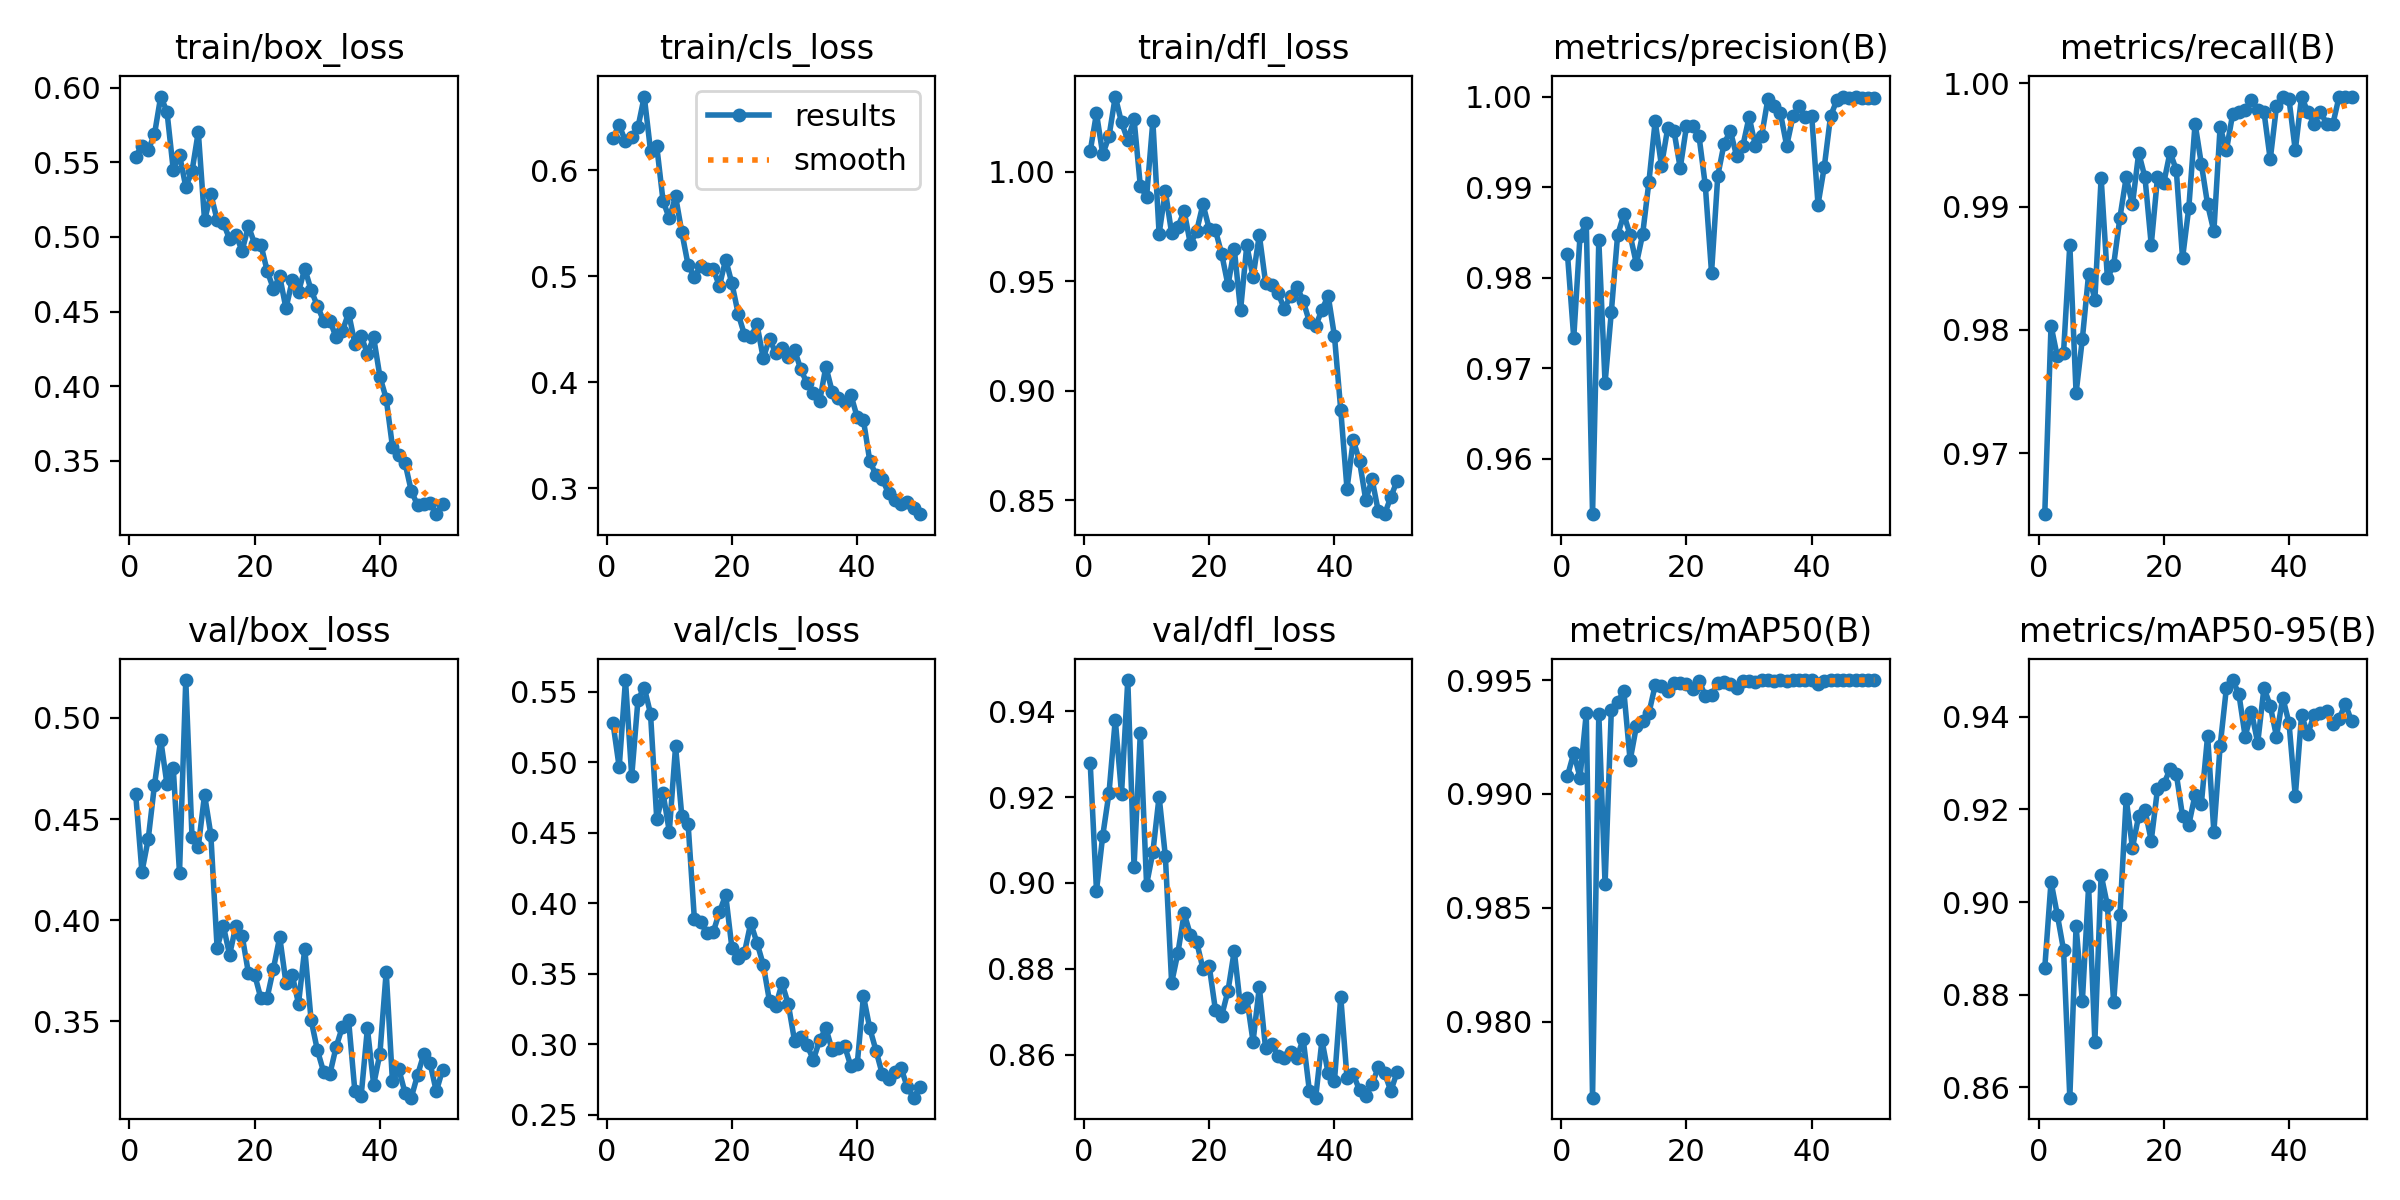 train/box_loss
train/cls_loss
train/dfl_loss
metrics/precision(B)
metrics/recall(B)
0.60
0.55
0.50
0.45
0.40
0.35
0 20 40
results
smooth
0.6
0.5
0.4
0.3
0 20 40
1.00
0.95
0.90
0.85
0 20 40
1.00
0.99
0.98
0.97
0.96
0 20 40
1.00
0.99
0.98
0.97
0 20 40
val/box_loss
val/cls_loss
val/dfl_loss
metrics/mAP50(B)
metrics/mAP50-95(B)
0.50
0.45
0.40
0.35
0 20 40
0.55
0.50
0.45
0.40
0.35
0.30
0.25
0 20 40
0.94
0.92
0.90
0.88
0.86
0 20 40
0.995
0.990
0.985
0.980
0 20 40
0.94
0.92
0.90
0.88
0.86
0 20 40